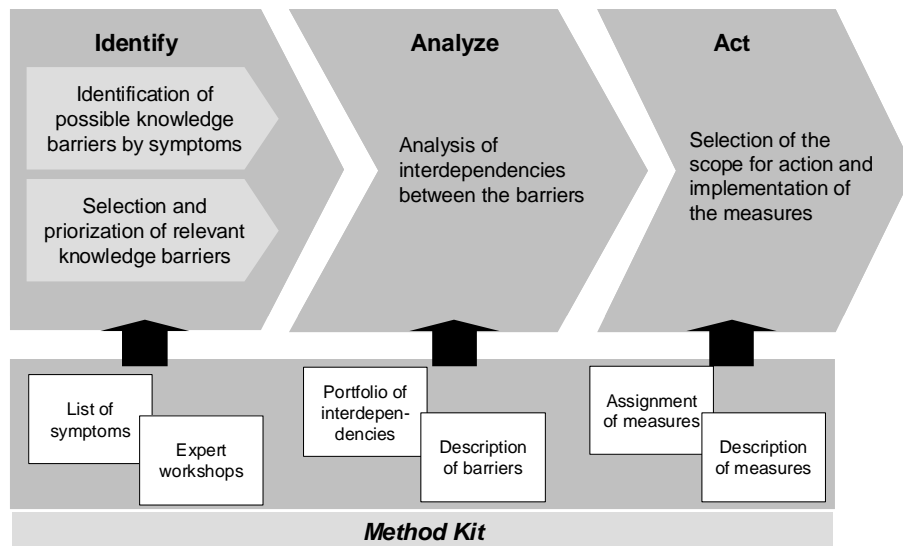 Identify
Identification of
possible knowledge
barriers by symptoms
Selection and
priorization of relevant
knowledge barriers
Analyze
Analysis of
interdependencies
between the barriers
Act
Selection of the
scope for action and
implementation of
the measures
List of
symptoms
Expert
workshops
Portfolio of
interdepen-
dencies
Description
of barriers
Assignment
of measures
Description
of measures
Method Kit